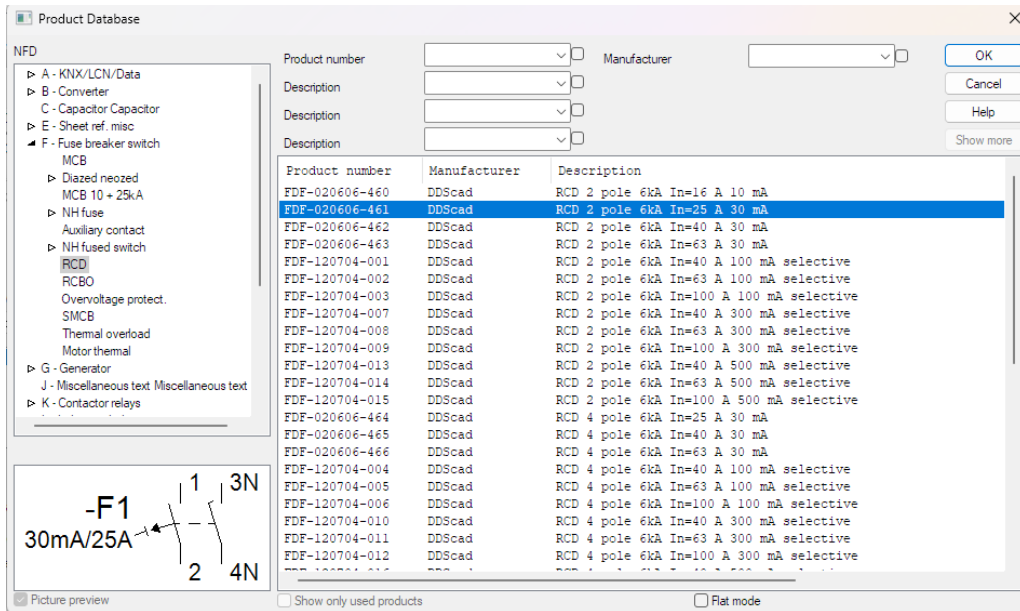 Product Database
NFD
A - KNX/LCN/Data
B - Converter
C - Capacitor Capacitor
E - Sheet ref. misc
F - Fuse breaker switch
MCB
Diazed neozed
MCB 10 + 25kA
NH fuse
Auxiliary contact
NH fused switch
RCD
RCBO
Overvoltage protect.
SMCB
Thermal overload
Motor thermal
G - Generator
J - Miscellaneous text Miscellaneous text
K - Contactor relays
-F1
30mA/25A
1 3N
2 4N
Picture preview
Product number
Manufacturer
Description
Description
Description
OK
Cancel
Help
Show more
Product number Manufacturer Description
FDF-020606-460 DDScad RCD 2 pole 6kA In=16 A 10 mA
FDF-020606-461 DDScad RCD 2 pole 6kA In=25 A 30 mA
FDF-020606-462 DDScad RCD 2 pole 6kA In=40 A 30 mA
FDF-020606-463 DDScad RCD 2 pole 6kA In=63 A 30 mA
FDF-120704-001 DDScad RCD 2 pole 6kA In=40 A 100 mA selective
FDF-120704-002 DDScad RCD 2 pole 6kA In=63 A 100 mA selective
FDF-120704-003 DDScad RCD 2 pole 6kA In=100 A 100 mA selective
FDF-120704-007 DDScad RCD 2 pole 6kA In=40 A 300 mA selective
FDF-120704-008 DDScad RCD 2 pole 6kA In=63 A 300 mA selective
FDF-120704-009 DDScad RCD 2 pole 6kA In=100 A 300 mA selective
FDF-120704-013 DDScad RCD 2 pole 6kA In=40 A 500 mA selective
FDF-120704-014 DDScad RCD 2 pole 6kA In=63 A 500 mA selective
FDF-120704-015 DDScad RCD 2 pole 6kA In=100 A 500 mA selective
FDF-020606-464 DDScad RCD 4 pole 6kA In=25 A 30 mA
FDF-020606-465 DDScad RCD 4 pole 6kA In=40 A 30 mA
FDF-020606-466 DDScad RCD 4 pole 6kA In=63 A 30 mA
FDF-120704-004 DDScad RCD 4 pole 6kA In=40 A 100 mA selective
FDF-120704-005 DDScad RCD 4 pole 6kA In=63 A 100 mA selective
FDF-120704-006 DDScad RCD 4 pole 6kA In=100 A 100 mA selective
FDF-120704-010 DDScad RCD 4 pole 6kA In=40 A 300 mA selective
FDF-120704-011 DDScad RCD 4 pole 6kA In=63 A 300 mA selective
FDF-120704-012 DDScad RCD 4 pole 6kA In=100 A 300 mA selective
Show only used products
Flat mode